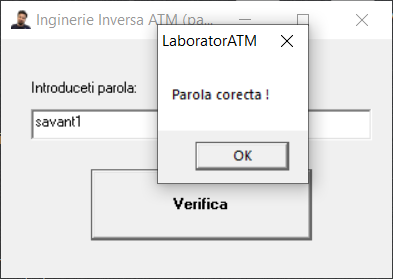 Inginerie Inversa ATM (pa...
LaboratorATM
Parola corecta !
OK
Introduceti parola:
savant1
Verifica